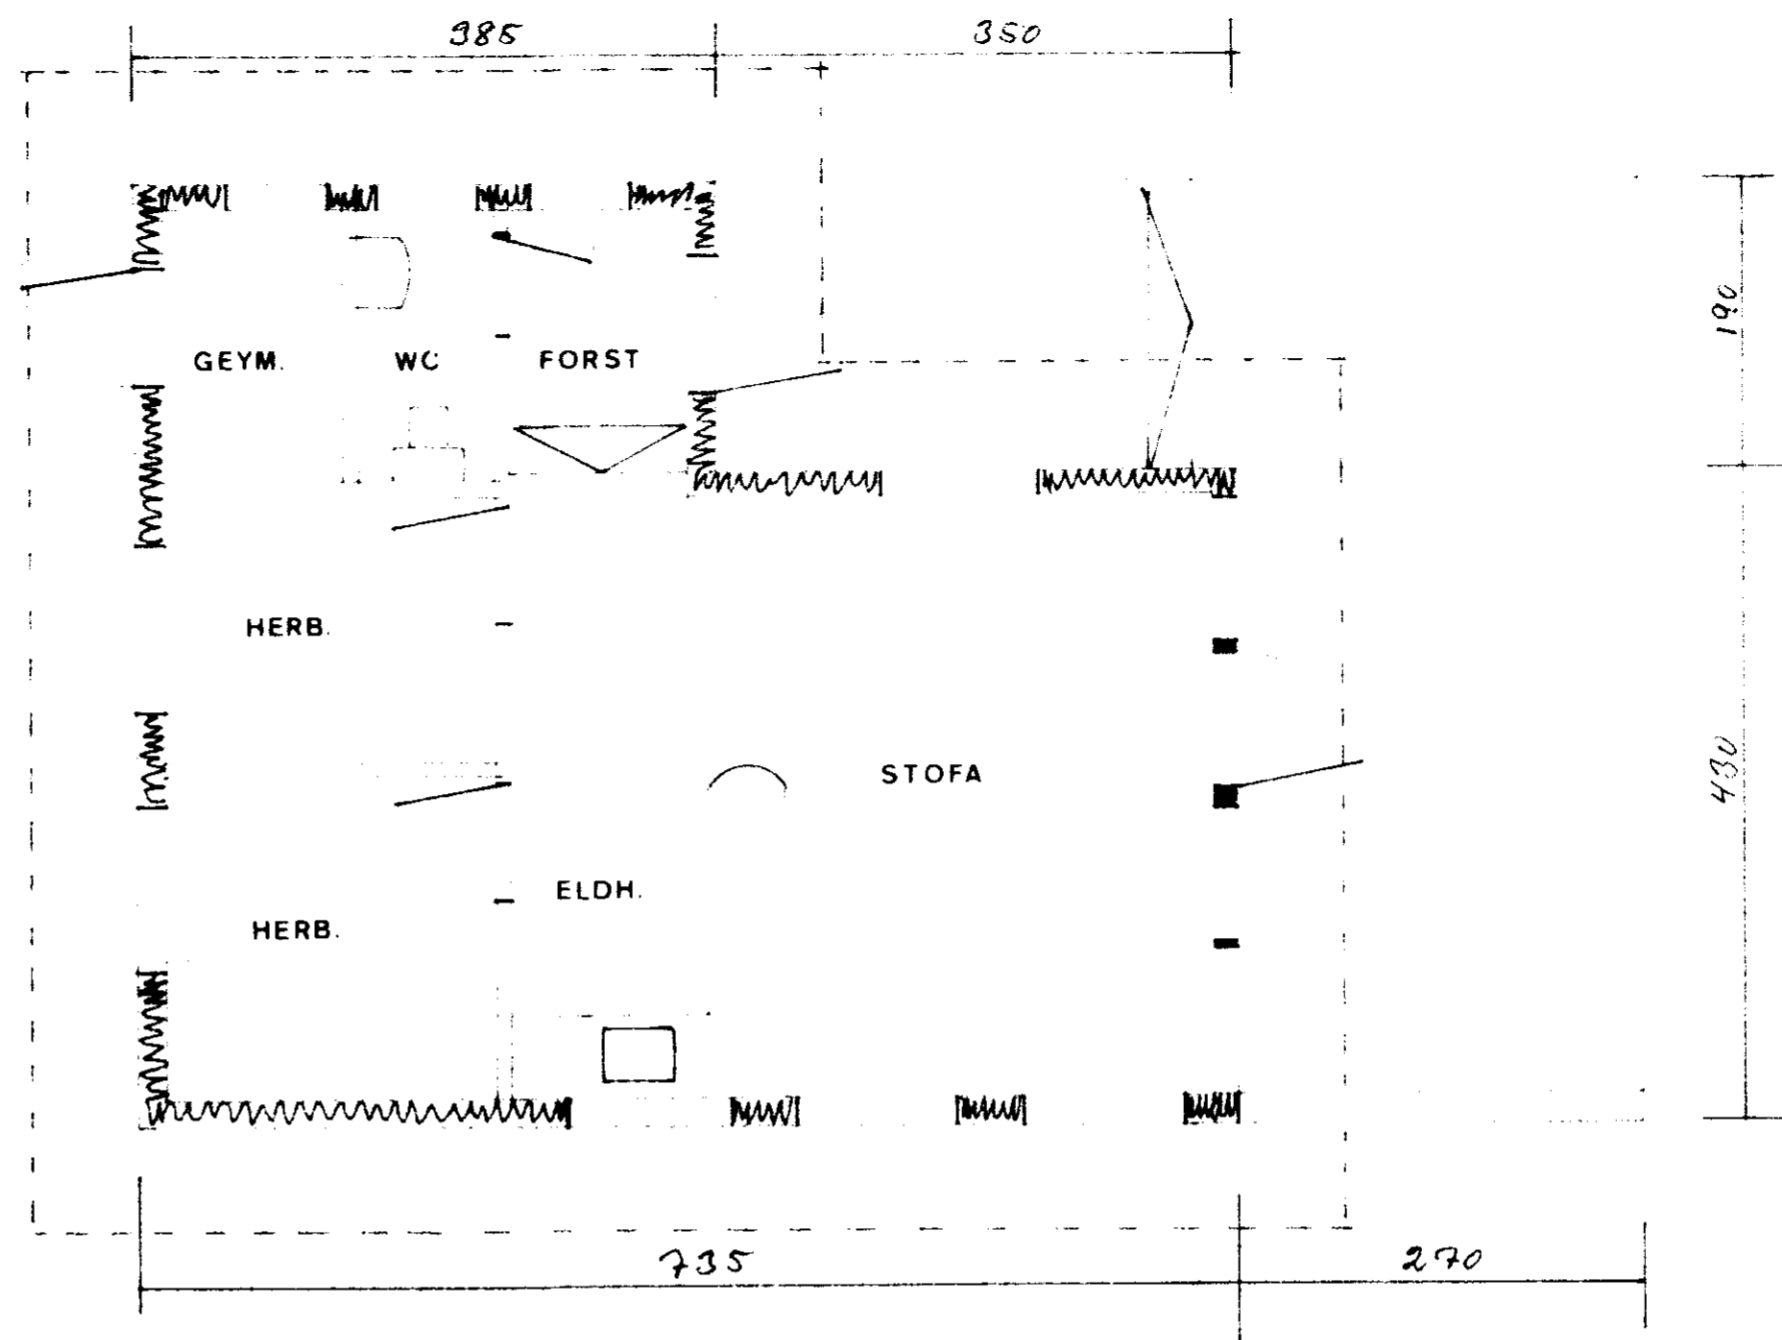 385 350
190
GEYM. WC FORST
HERB.
STOFA
430
ELDH.
HERB.
735 270